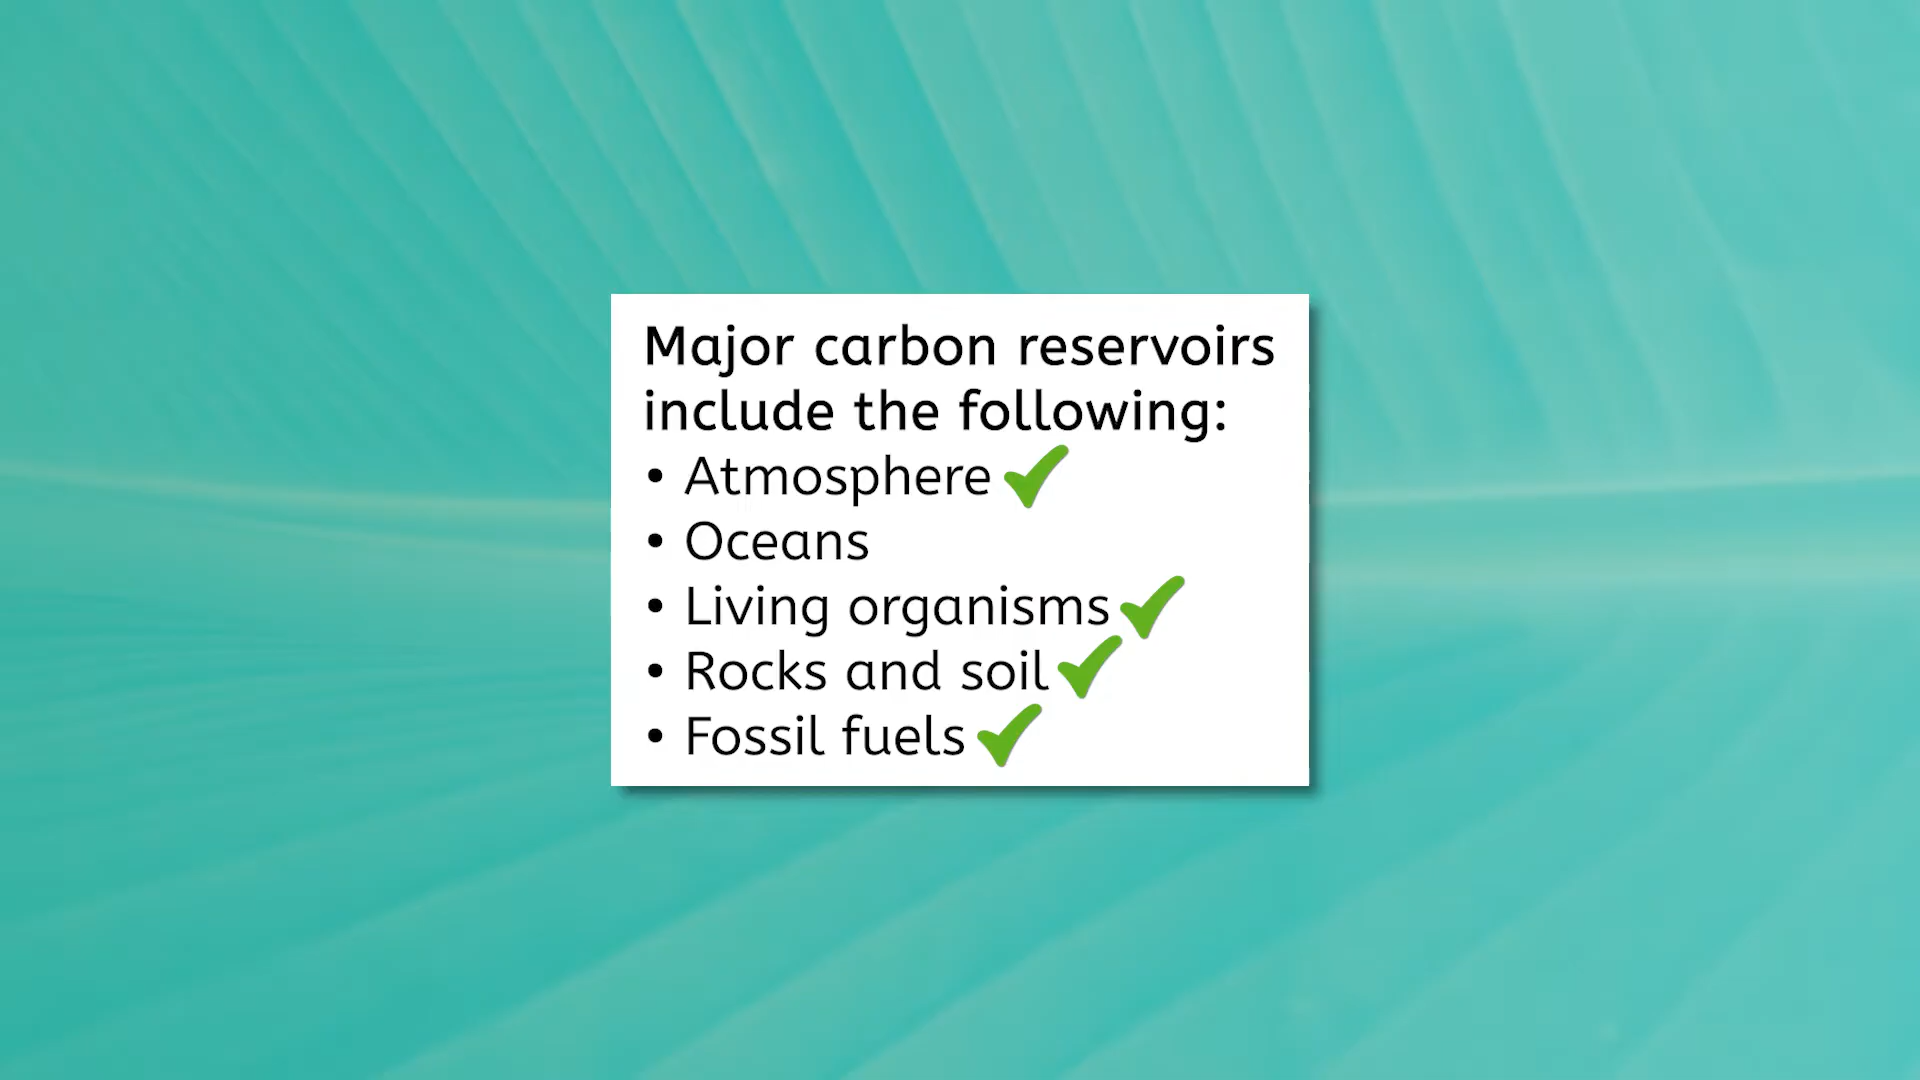 Major carbon reservoirs
include the following:
• Atmosphere ✓
• Oceans
• Living organisms ✓
• Rocks and soil ✓
• Fossil fuels ✓